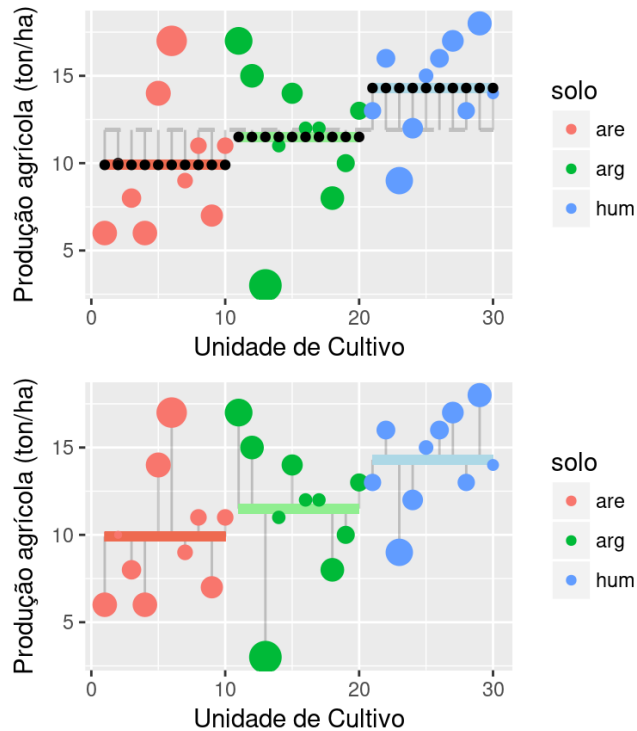 Produção agrícola (ton/ha)
15
10
5
0
10
20
30
Unidade de Cultivo
solo
are
arg
hum
Produção agrícola (ton/ha)
15
10
5
0
10
20
30
Unidade de Cultivo
solo
are
arg
hum